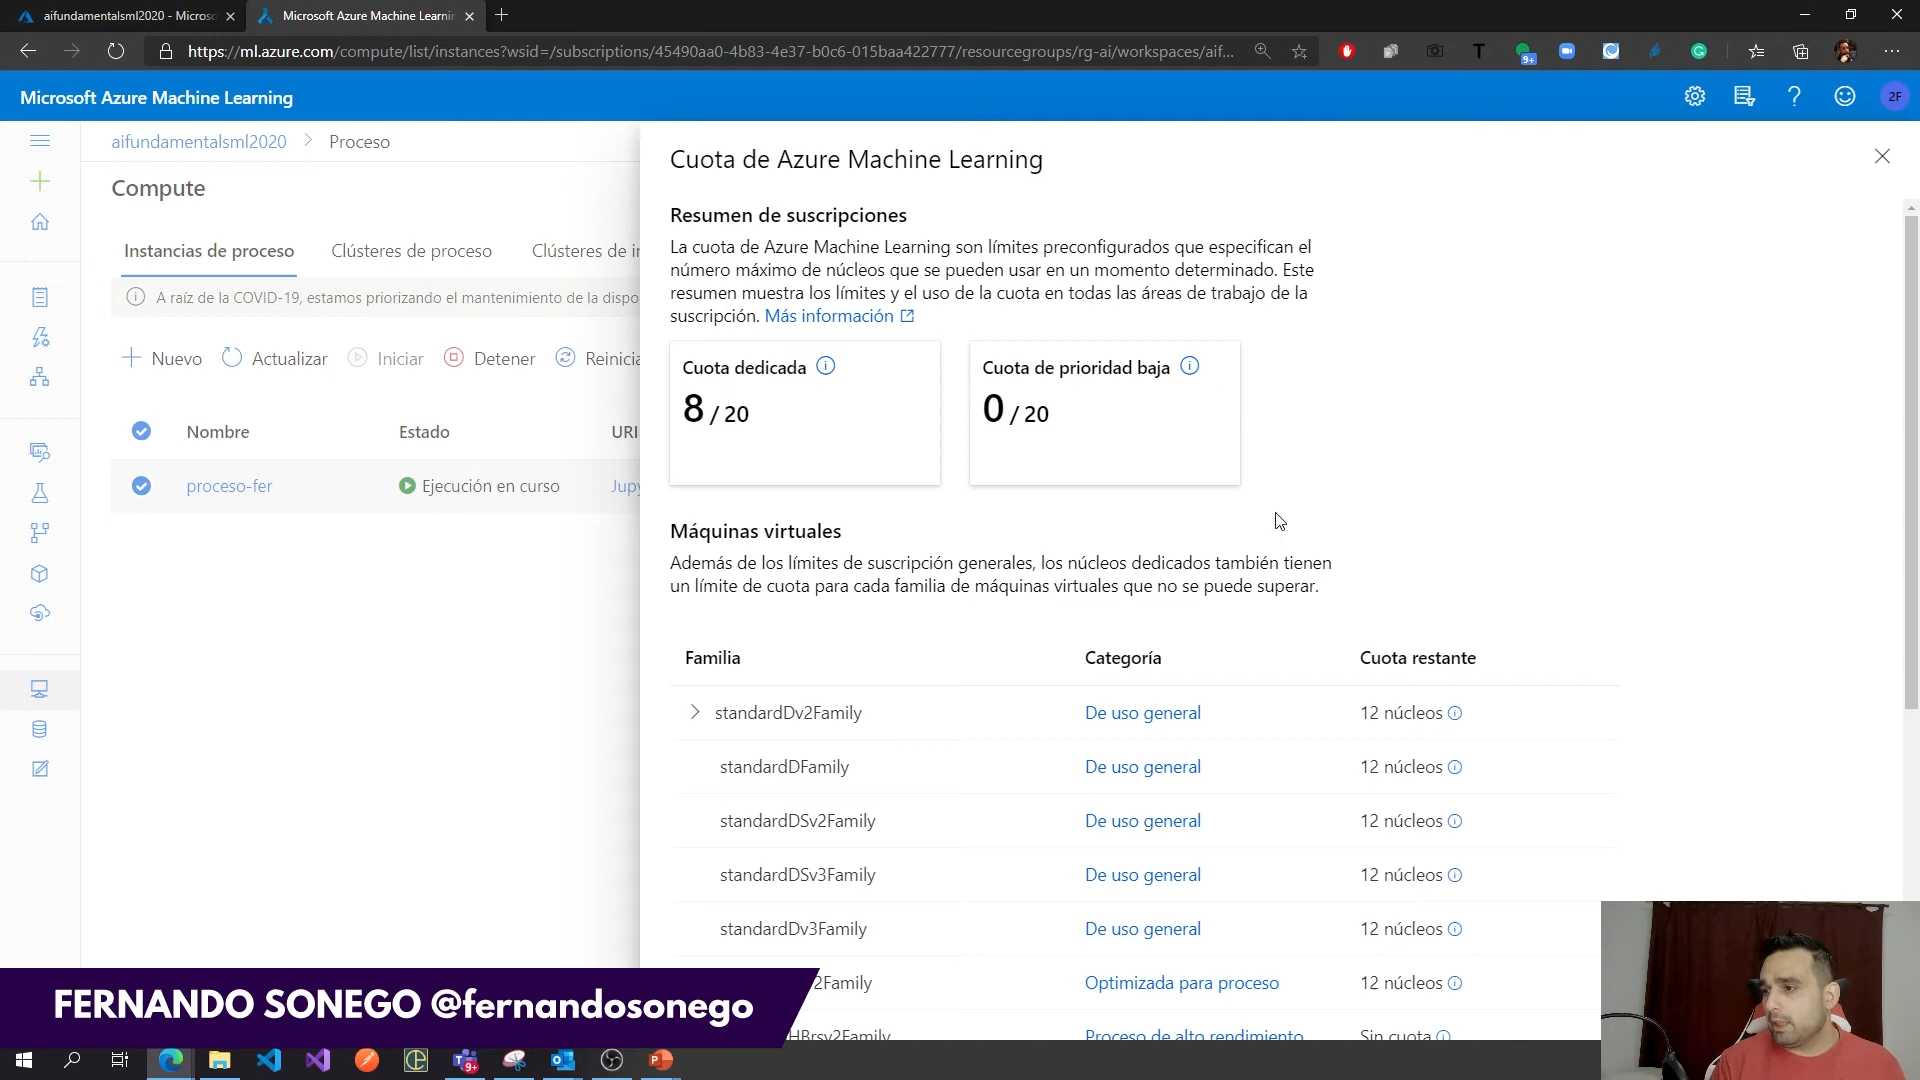 aifundamentalsml2020 - Microso
Microsoft Azure Machine Learnin
https://ml.azure.com/compute/list/instances?wsid=/subscriptions/45490aa0-4b83-4e37-b0c6-015baa422777/resourcegroups/rg-ai/workspaces/aif...
9+
Microsoft Azure Machine Learning
2F
aifundamentalsml2020 > Proceso
Compute
Instancias de proceso
Clústeres de proceso
Clústeres de in
A raíz de la COVID-19, estamos priorizando el mantenimiento de la dispo
Nuevo
Actualizar
Iniciar
Detener
Reinicia
Nombre
Estado
URI
proceso-fer
Ejecución en curso
Jupy
Cuota de Azure Machine Learning
Resumen de suscripciones
La cuota de Azure Machine Learning son límites preconfigurados que especifican el
número máximo de núcleos que se pueden usar en un momento determinado. Este
resumen muestra los límites y el uso de la cuota en todas las áreas de trabajo de la
suscripción. Más información
Cuota dedicada
8 / 20
Cuota de prioridad baja
0 / 20
Máquinas virtuales
Además de los límites de suscripción generales, los núcleos dedicados también tienen
un límite de cuota para cada familia de máquinas virtuales que no se puede superar.
Familia
Categoría
Cuota restante
standardDv2Family
De uso general
12 núcleos
standardDFamily
De uso general
12 núcleos
standardDSv2Family
De uso general
12 núcleos
standardDSv3Family
De uso general
12 núcleos
standardDv3Family
De uso general
12 núcleos
2Family
Optimizada para proceso
12 núcleos
HBrsv2Family
Proceso de alto rendimiento
Sin cuota
FERNANDO SONEGO @fernandosonego
9+